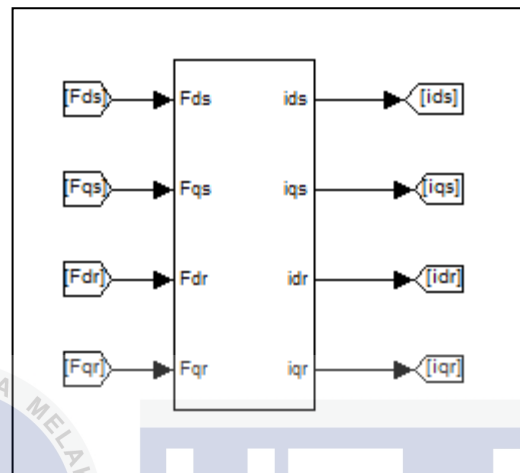 [Fds] Fds ids [ids]
[Fqs] Fqs iqs [iqs]
[Fdr] Fdr idr [idr]
[Fqr] Fqr iqr [iqr]